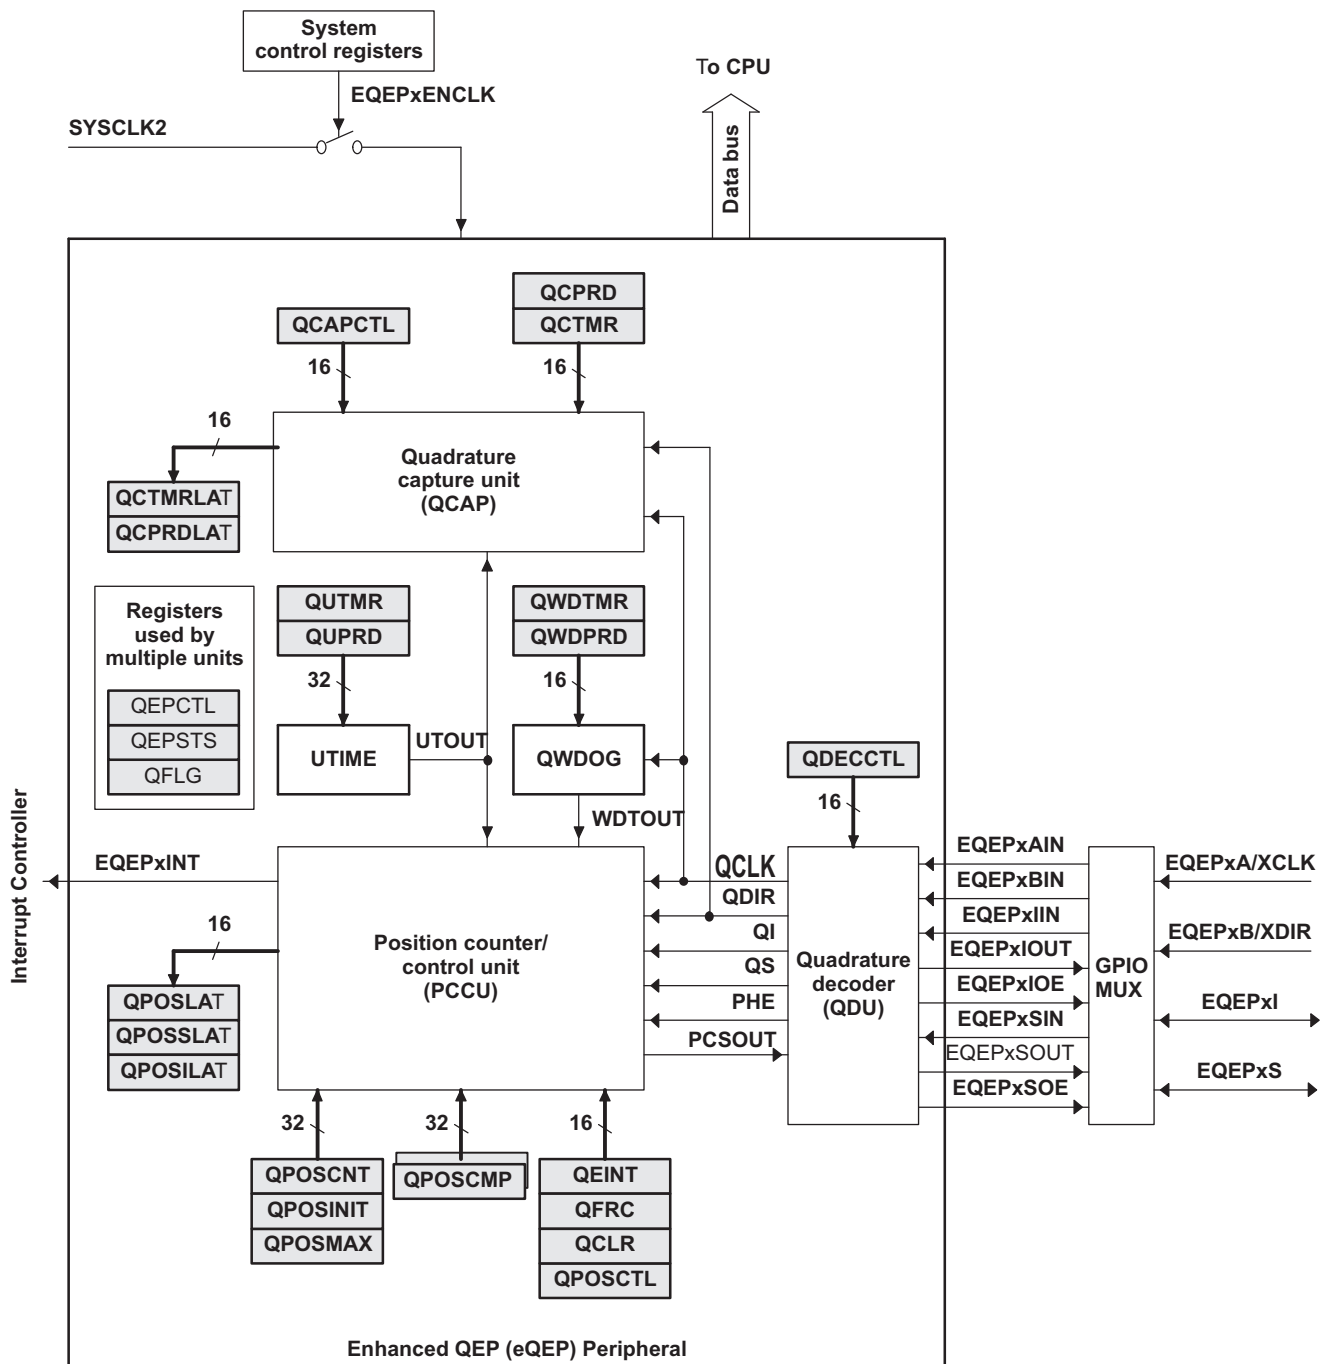 System
control registers
To CPU
EQEPxENCLK
SYSCLK2
Data bus
QCPRD
QCAPCTL
QCTMR
16
16
16
Quadrature
capture unit
(QCAP)
QCTMRLAT
QCPRDLAT
Registers
used by
multiple units
QEPCTL
QEPSTS
QFLG
QUTMR
QUPRD
QWDTMR
QWDPRD
32
16
UTIME
UTOUT
QWDOG
QDECCTL
16
WDTOUT
Interrupt Controller
EQEPxINT
QCLK
QDIR
QI
QS
PHE
PCSOUT
16
Position counter/
control unit
(PCCU)
Quadrature
decoder
(QDU)
EQEPxAIN
EQEPxBIN
EQEPxIIN
EQEPxIOUT
EQEPxIOE
EQEPxSIN
EQEPxSOUT
EQEPxSOE
GPIO
MUX
EQEPxA/XCLK
EQEPxB/XDIR
EQEPxI
EQEPxS
QPOSLAT
QPOSSLAT
QPOSILAT
32
32
16
QPOSCNT
QPOSINIT
QPOSMAX
QPOSCMP
QEINT
QFRC
QCLR
QPOSCTL
Enhanced QEP (eQEP) Peripheral